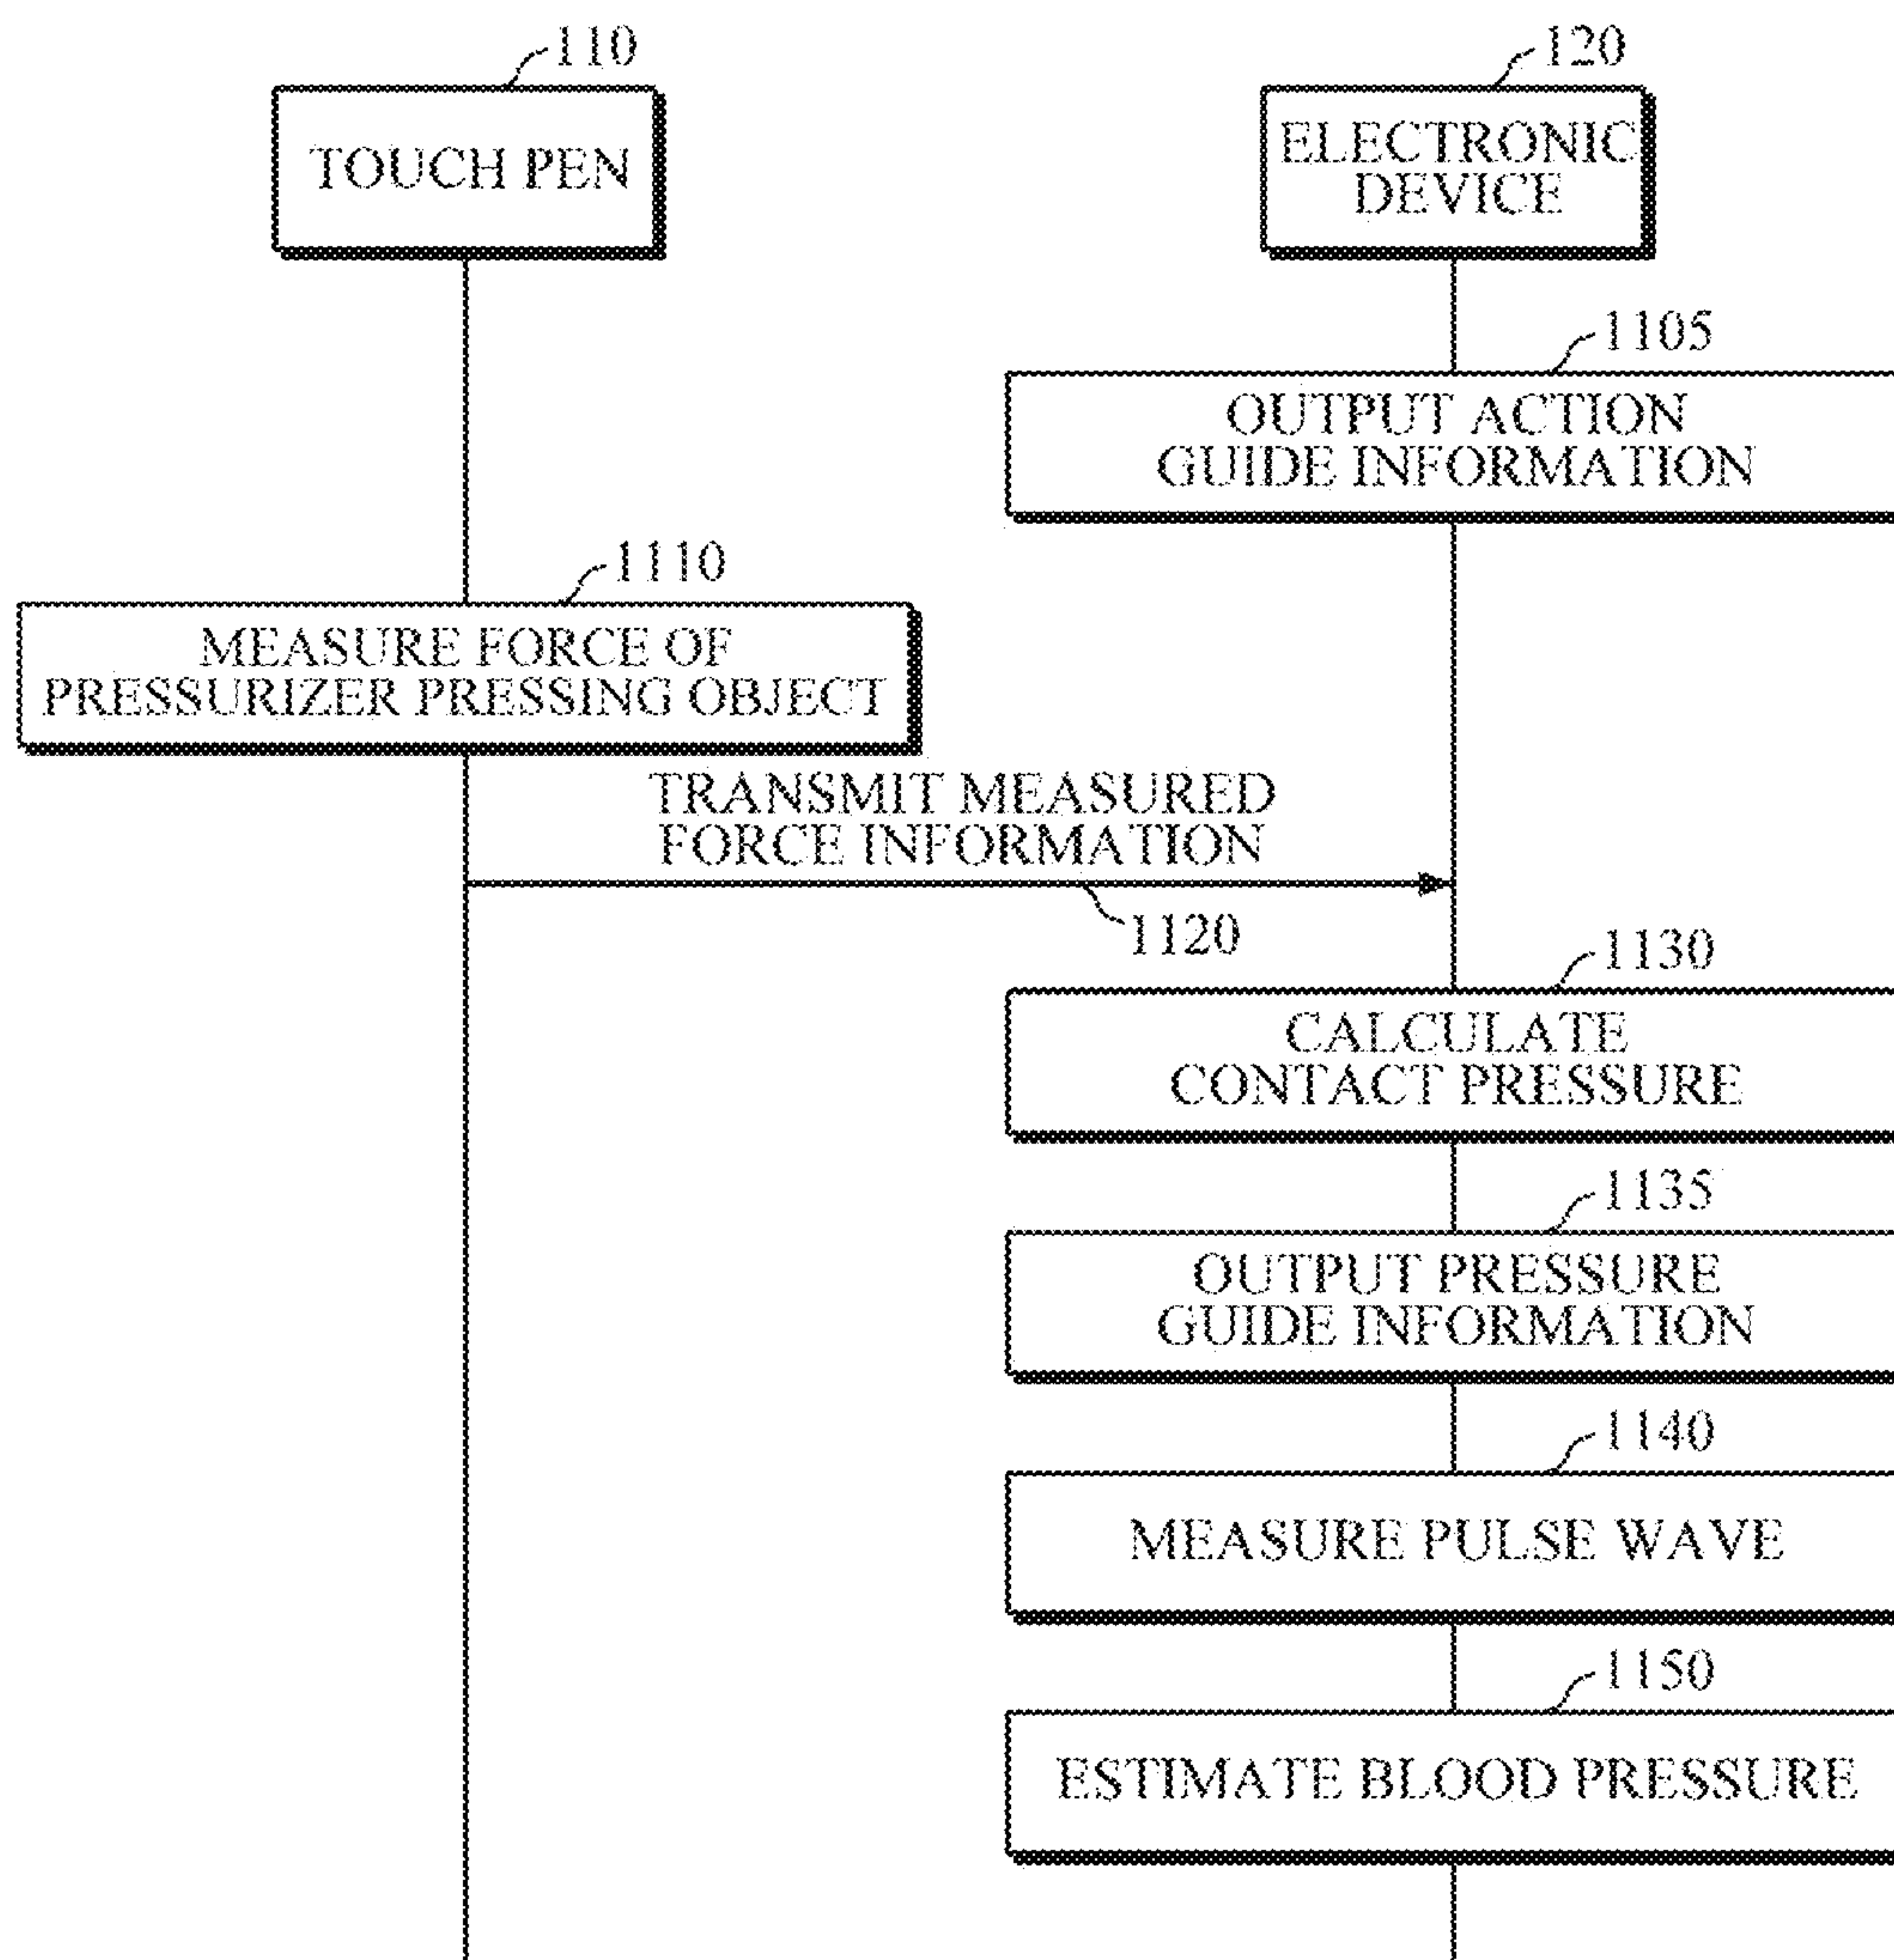 110
120
TOUCH PEN
ELECTRONIC
DEVICE
1105
OUTPUT ACTION
GUIDE INFORMATION
1110
MEASURE FORCE OF
PRESSURIZER PRESSING OBJECT
TRANSMIT MEASURED
FORCE INFORMATION
1120
1130
CALCULATE
CONTACT PRESSURE
1135
OUTPUT PRESSURE
GUIDE INFORMATION
1140
MEASURE PULSE WAVE
1150
ESTIMATE BLOOD PRESSURE